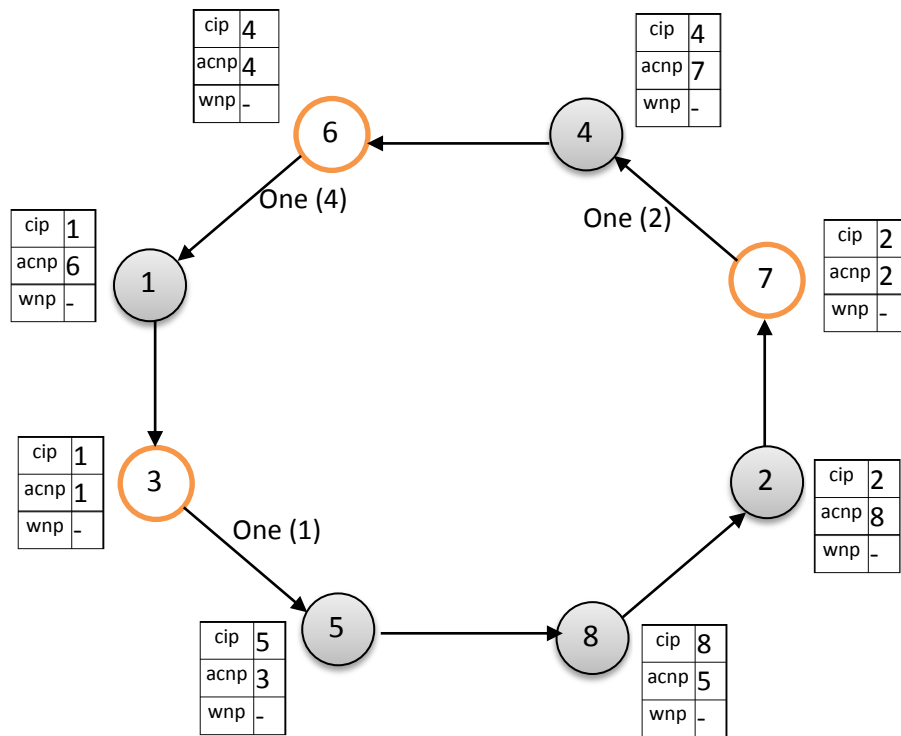 cip 4
acnp 4
wnp -
cip 4
acnp 7
wnp -
6
4
One (4)
One (2)
cip 1
acnp 6
wnp -
1
cip 2
acnp 2
wnp -
7
cip 1
acnp 1
wnp -
3
2
cip 2
acnp 8
wnp -
One (1)
5
8
cip 5
acnp 3
wnp -
cip 8
acnp 5
wnp -